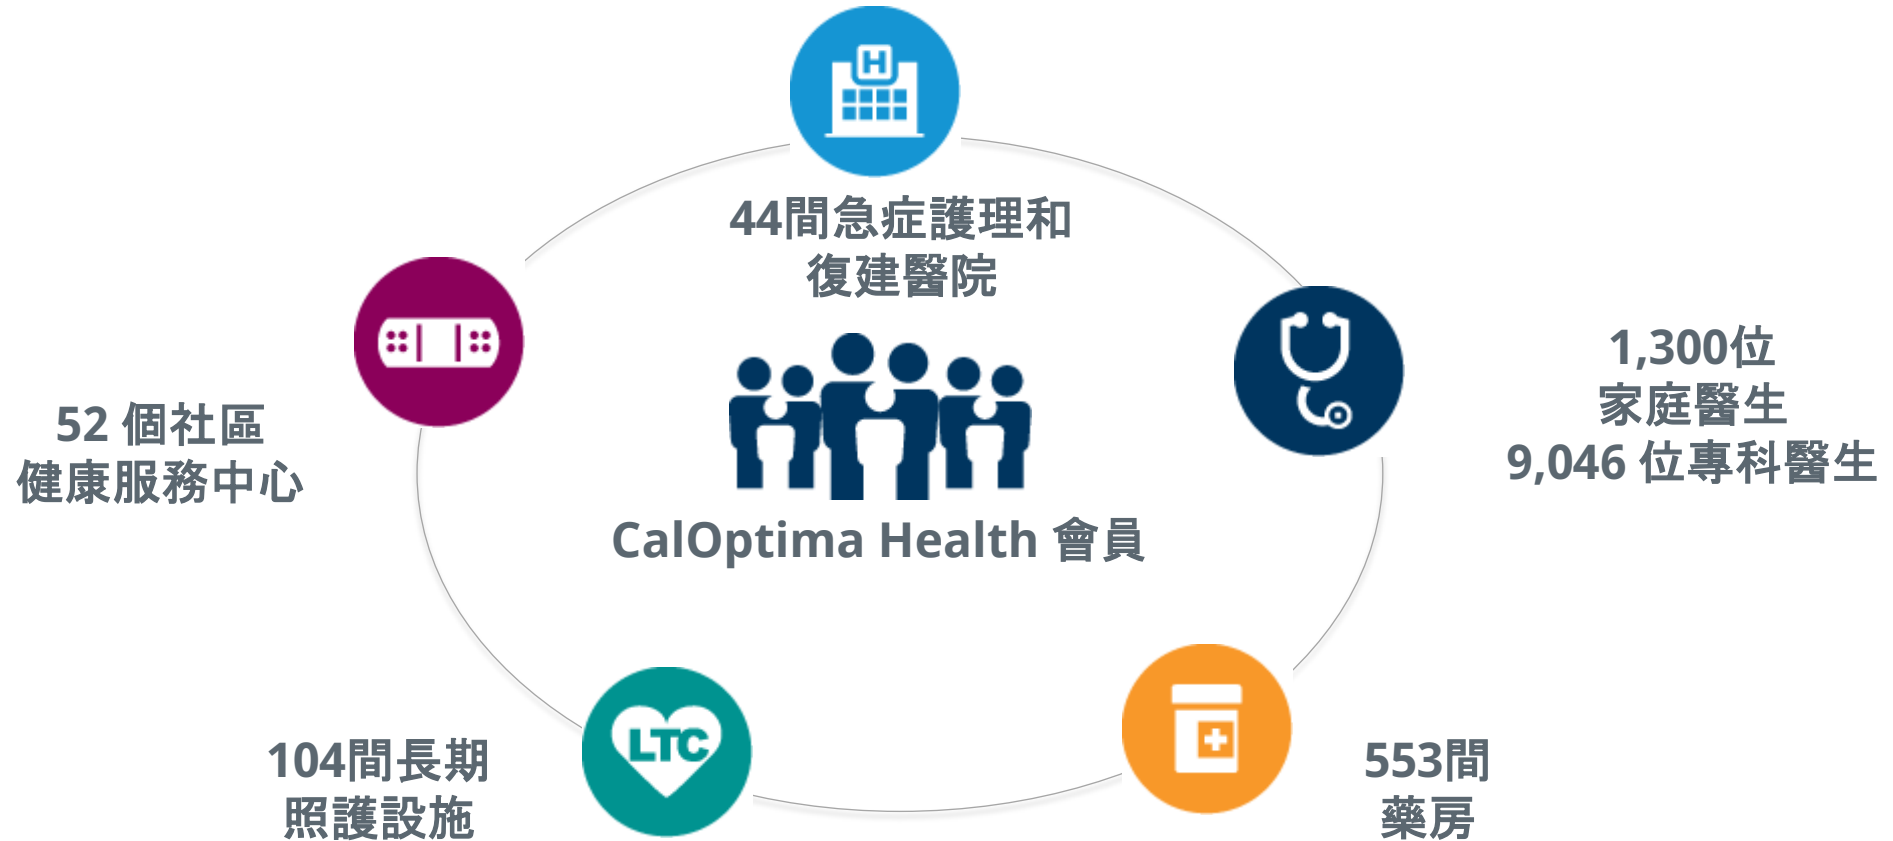 H
44間急症護理和
復建醫院
1,300位
家庭醫生
9,046 位專科醫生
52 個社區
健康服務中心
CalOptima Health 會員
LTC
104間長期
照護設施
553間
藥房